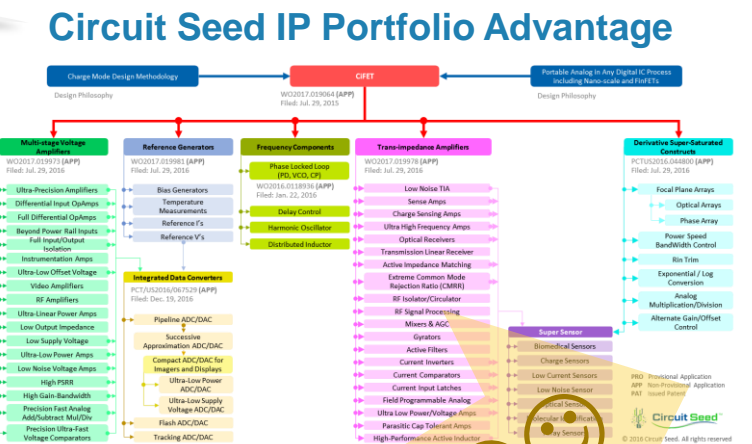 Circuit Seed IP Portfolio Advantage
Charge Mode Design Methodology
Design Philosophy
CiFET
WO2017.019064 (APP)
Filed: Jul. 29, 2015
Portable Analog in Any Digital IC Process
including Nano-scale and FinFETs
Design Philosophy
Multi-stage Voltage
Amplifiers
WO2017.019973 (APP)
Filed: Jul. 29, 2016
Ultra-Precision Amplifiers
Differential Input OpAmps
Full Differential OpAmps
Beyond Power Rail Inputs
Full Input/Output
Isolation
Instrumentation Amps
Ultra-Low Offset Voltage
Video Amplifiers
RF Amplifiers
Ultra-Linear Power Amps
Low Output Impedance
Low Supply Voltage
Ultra-Low Power Amps
Low Noise Voltage Amps
High PSRR
High Gain-Bandwidth
Precision Fast Analog
Add/Subtract Mul/Div
Precision Ultra-Fast
Voltage Comparators
Reference Generators
WO2017.019981 (APP)
Filed: Jul. 29, 2016
Bias Generators
Temperature
Measurements
Reference I's
Reference V's
Integrated Data Converters
PCT/US2016/067529 (APP)
Filed: Dec. 19, 2016
Pipeline ADC/DAC
Successive
Approximation ADC/DAC
Compact ADC/DAC for
Imagers and Displays
Ultra-Low Power
ADC/DAC
Ultra-Low Supply
Voltage ADC/DAC
Flash ADC/DAC
Tracking ADC/DAC
Frequency Components
Phase Locked Loop
(PD, VCO, CP)
WO2016.0118936 (APP)
Filed: Jan. 22, 2016
Delay Control
Harmonic Oscillator
Distributed Inductor
Trans-impedance Amplifiers
WO2017.019978 (APP)
Filed: Jul. 29, 2016
Low Noise TIA
Sense Amps
Charge Sensing Amps
Ultra High Frequency Amps
Optical Receivers
Transmission Linear Receiver
Active Impedance Matching
Extreme Common Mode
Rejection Ratio (CMRR)
RF Isolator/Circulator
RF Signal Processing
Mixers & AGC
Gyrators
Active Filters
Current Inverters
Current Comparators
Current Input Latches
Field Programmable Analog
Ultra Low Power/Voltage Amps
Parasitic Cap Tolerant Amps
High-Performance Active Inductor
Super Sensor
Biomedical Sensors
Charge Sensors
Low Current Sensors
Low Noise Sensor
Sensors
Molecular
Sensors
Derivative Super-Saturated
Constructs
PCTUS2016.044800 (APP)
Filed: Jul. 29, 2016
Focal Plane Arrays
Optical Arrays
Phase Array
Power Speed
BandWidth Control
Rin Trim
Exponential / Log
Conversion
Analog
Multiplication/Division
Alternate Gain/Offset
Control
PRO Provisional Application
APP Non-Provisional Application
PAT Issued Patent
Circuit Seed
© 2016 Circuit Seed. All rights reserved